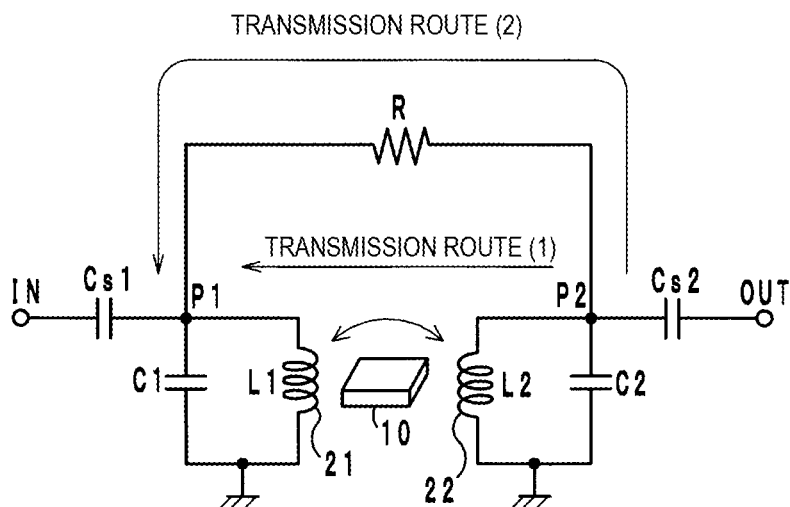 TRANSMISSION ROUTE (2)
R
TRANSMISSION ROUTE (1)
IN
Cs1
P1
P2
Cs2
OUT
C1
L1
L2
C2
10
21
22